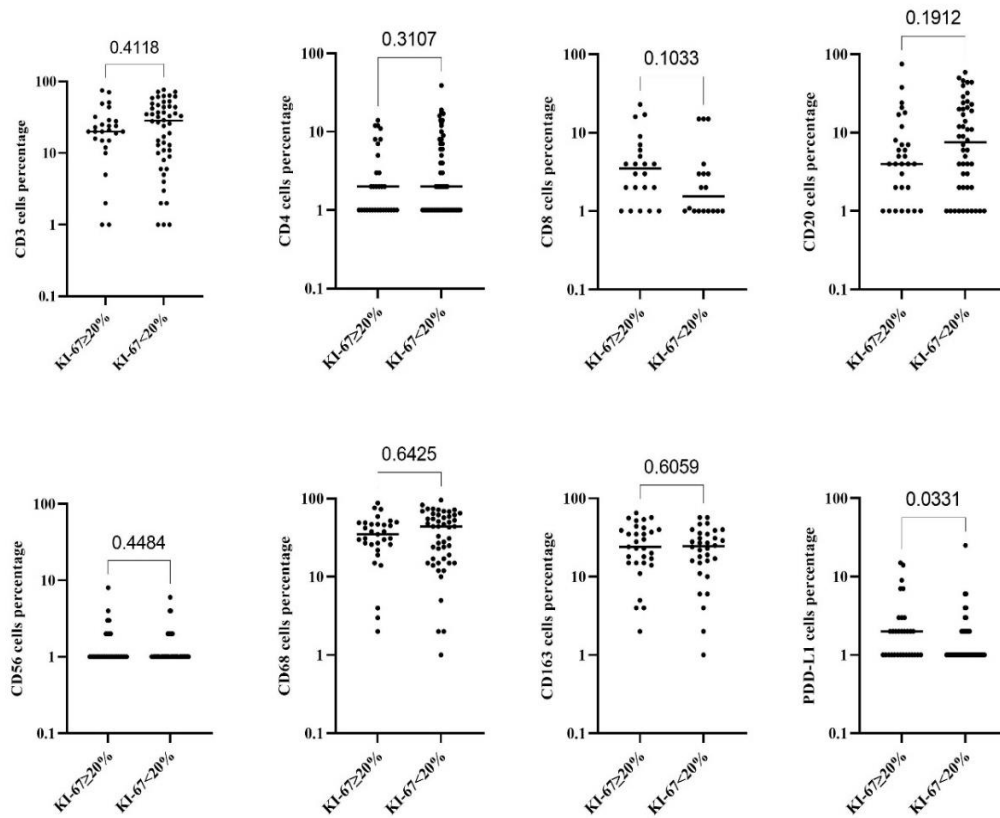 0.4118
CD3 cells percentage
100
10
1
0.1
KI-67≥20%
KI-67<20%
0.3107
CD4 cells percentage
100
10
1
0.1
KI-67≥20%
KI-67<20%
0.1033
CD8 cells percentage
100
10
1
0.1
KI-67≥20%
KI-67<20%
0.1912
CD20 cells percentage
100
10
1
0.1
KI-67≥20%
KI-67<20%
0.4484
CD56 cells percentage
100
10
1
0.1
KI-67≥20%
KI-67<20%
0.6425
CD68 cells percentage
100
10
1
0.1
KI-67≥20%
KI-67<20%
0.6059
CD163 cells percentage
100
10
1
0.1
KI-67≥20%
KI-67<20%
0.0331
PDD-L1 cells percentage
100
10
1
0.1
KI-67≥20%
KI-67<20%